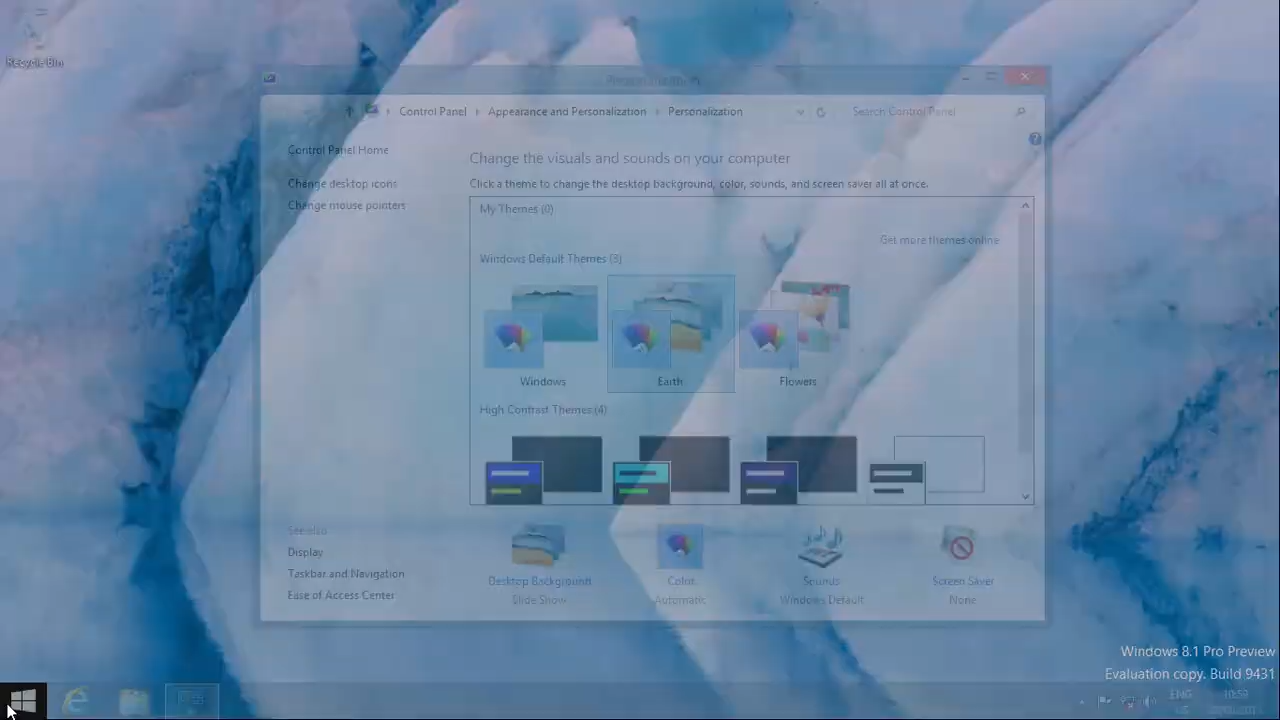 Recycle Bin
Control Panel
Appearance and Personalization
Personalization
Search Control Panel
Control Panel Home
Change desktop icons
Change mouse pointers
Change the visuals and sounds on your computer
Click a theme to change the desktop background, color, sounds, and screen saver all at once.
My Themes (0)
Get more themes online
Windows Default Themes (3)
Windows
Earth
Flowers
High Contrast Themes (4)
See also
Display
Taskbar and Navigation
Ease of Access Center
Desktop Background
Slide Show
Color
Automatic
Sounds
Windows Default
Screen Saver
None
Windows 8.1 Pro Preview
Evaluation copy. Build 9431
ENG
US
10:59